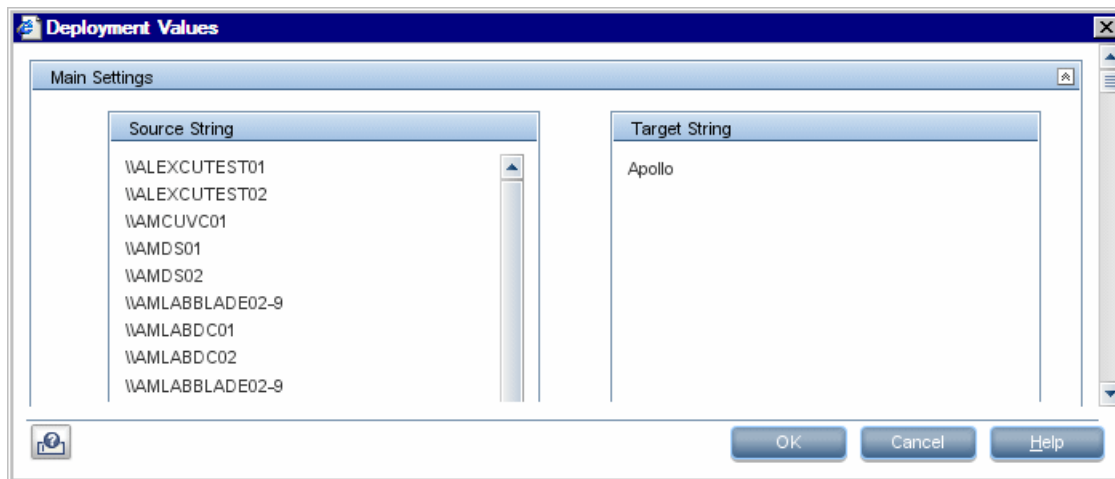 Deployment Values
Main Settings
Source String
Target String
\\ALEXCUTEST01
Apollo
\\ALEXCUTEST02
\\AMCUVC01
\\AMDS01
\\AMDS02
\\AMLABBLADE02-9
\\AMLABDC01
\\AMLABDC02
\\AMLABBLADE02-9
OK
Cancel
Help